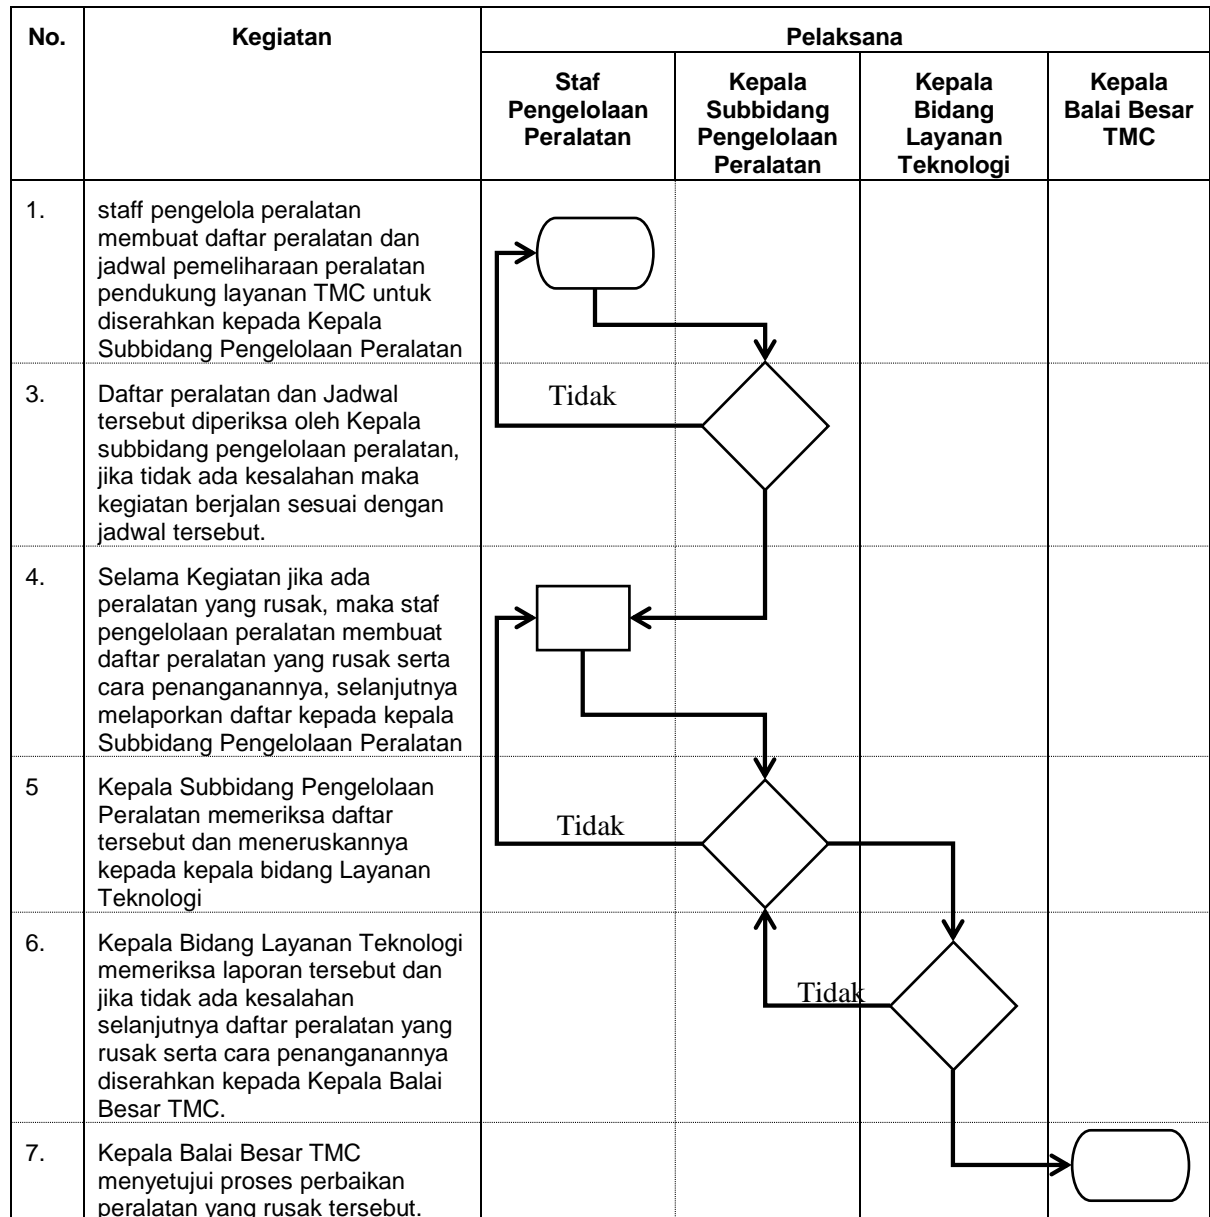 No.
Kegiatan
Pelaksana
Staf
Pengelolaan
Peralatan
Kepala
Subbidang
Pengelolaan
Peralatan
Kepala
Bidang
Layanan
Teknologi
Kepala
Balai Besar
TMC
1.
staff pengelola peralatan
membuat daftar peralatan dan
jadwal pemeliharaan peralatan
pendukung layanan TMC untuk
diserahkan kepada Kepala
Subbidang Pengelolaan Peralatan
3.
Daftar peralatan dan Jadwal
tersebut diperiksa oleh Kepala
subbidang pengelolaan peralatan,
jika tidak ada kesalahan maka
kegiatan berjalan sesuai dengan
jadwal tersebut.
Tidak
4.
Selama Kegiatan jika ada
peralatan yang rusak, maka staf
pengelolaan peralatan membuat
daftar peralatan yang rusak serta
cara penanganannya, selanjutnya
melaporkan daftar kepada kepala
Subbidang Pengelolaan Peralatan
5
Kepala Subbidang Pengelolaan
Peralatan memeriksa daftar
tersebut dan meneruskannya
kepada kepala bidang Layanan
Teknologi
Tidak
6.
Kepala Bidang Layanan Teknologi
memeriksa laporan tersebut dan
jika tidak ada kesalahan
selanjutnya daftar peralatan yang
rusak serta cara penanganannya
diserahkan kepada Kepala Balai
Besar TMC.
Tidak
7.
Kepala Balai Besar TMC
menyetujui proses perbaikan
peralatan yang rusak tersebut.